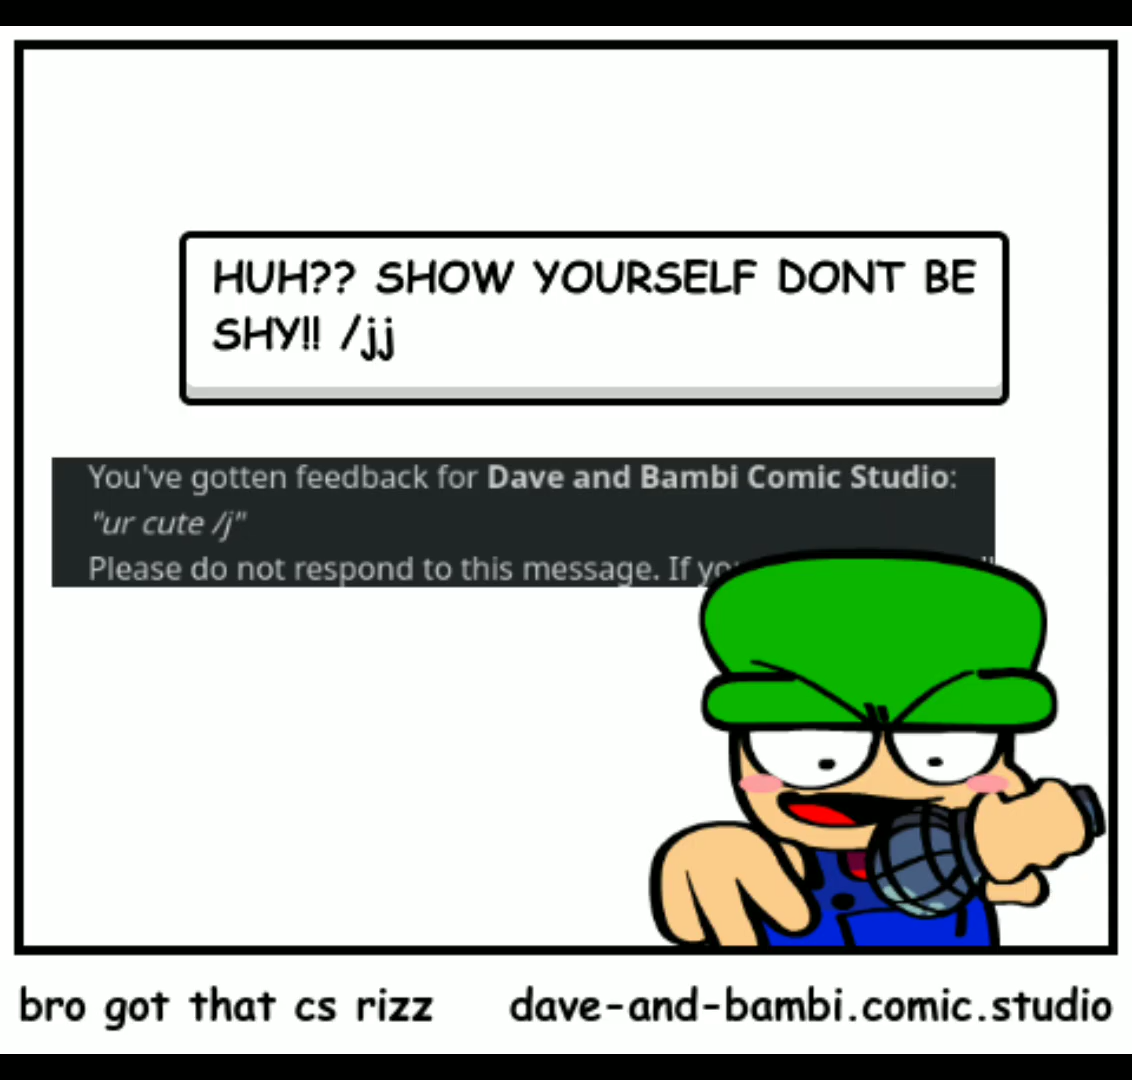 HUH?? SHOW YOURSELF DONT BE
SHY!! /jj
You've gotten feedback for Dave and Bambi Comic Studio:
"ur cute /j"
Please do not respond to this message. If
bro got that cs rizz
dave-and-bambi.comic.studio